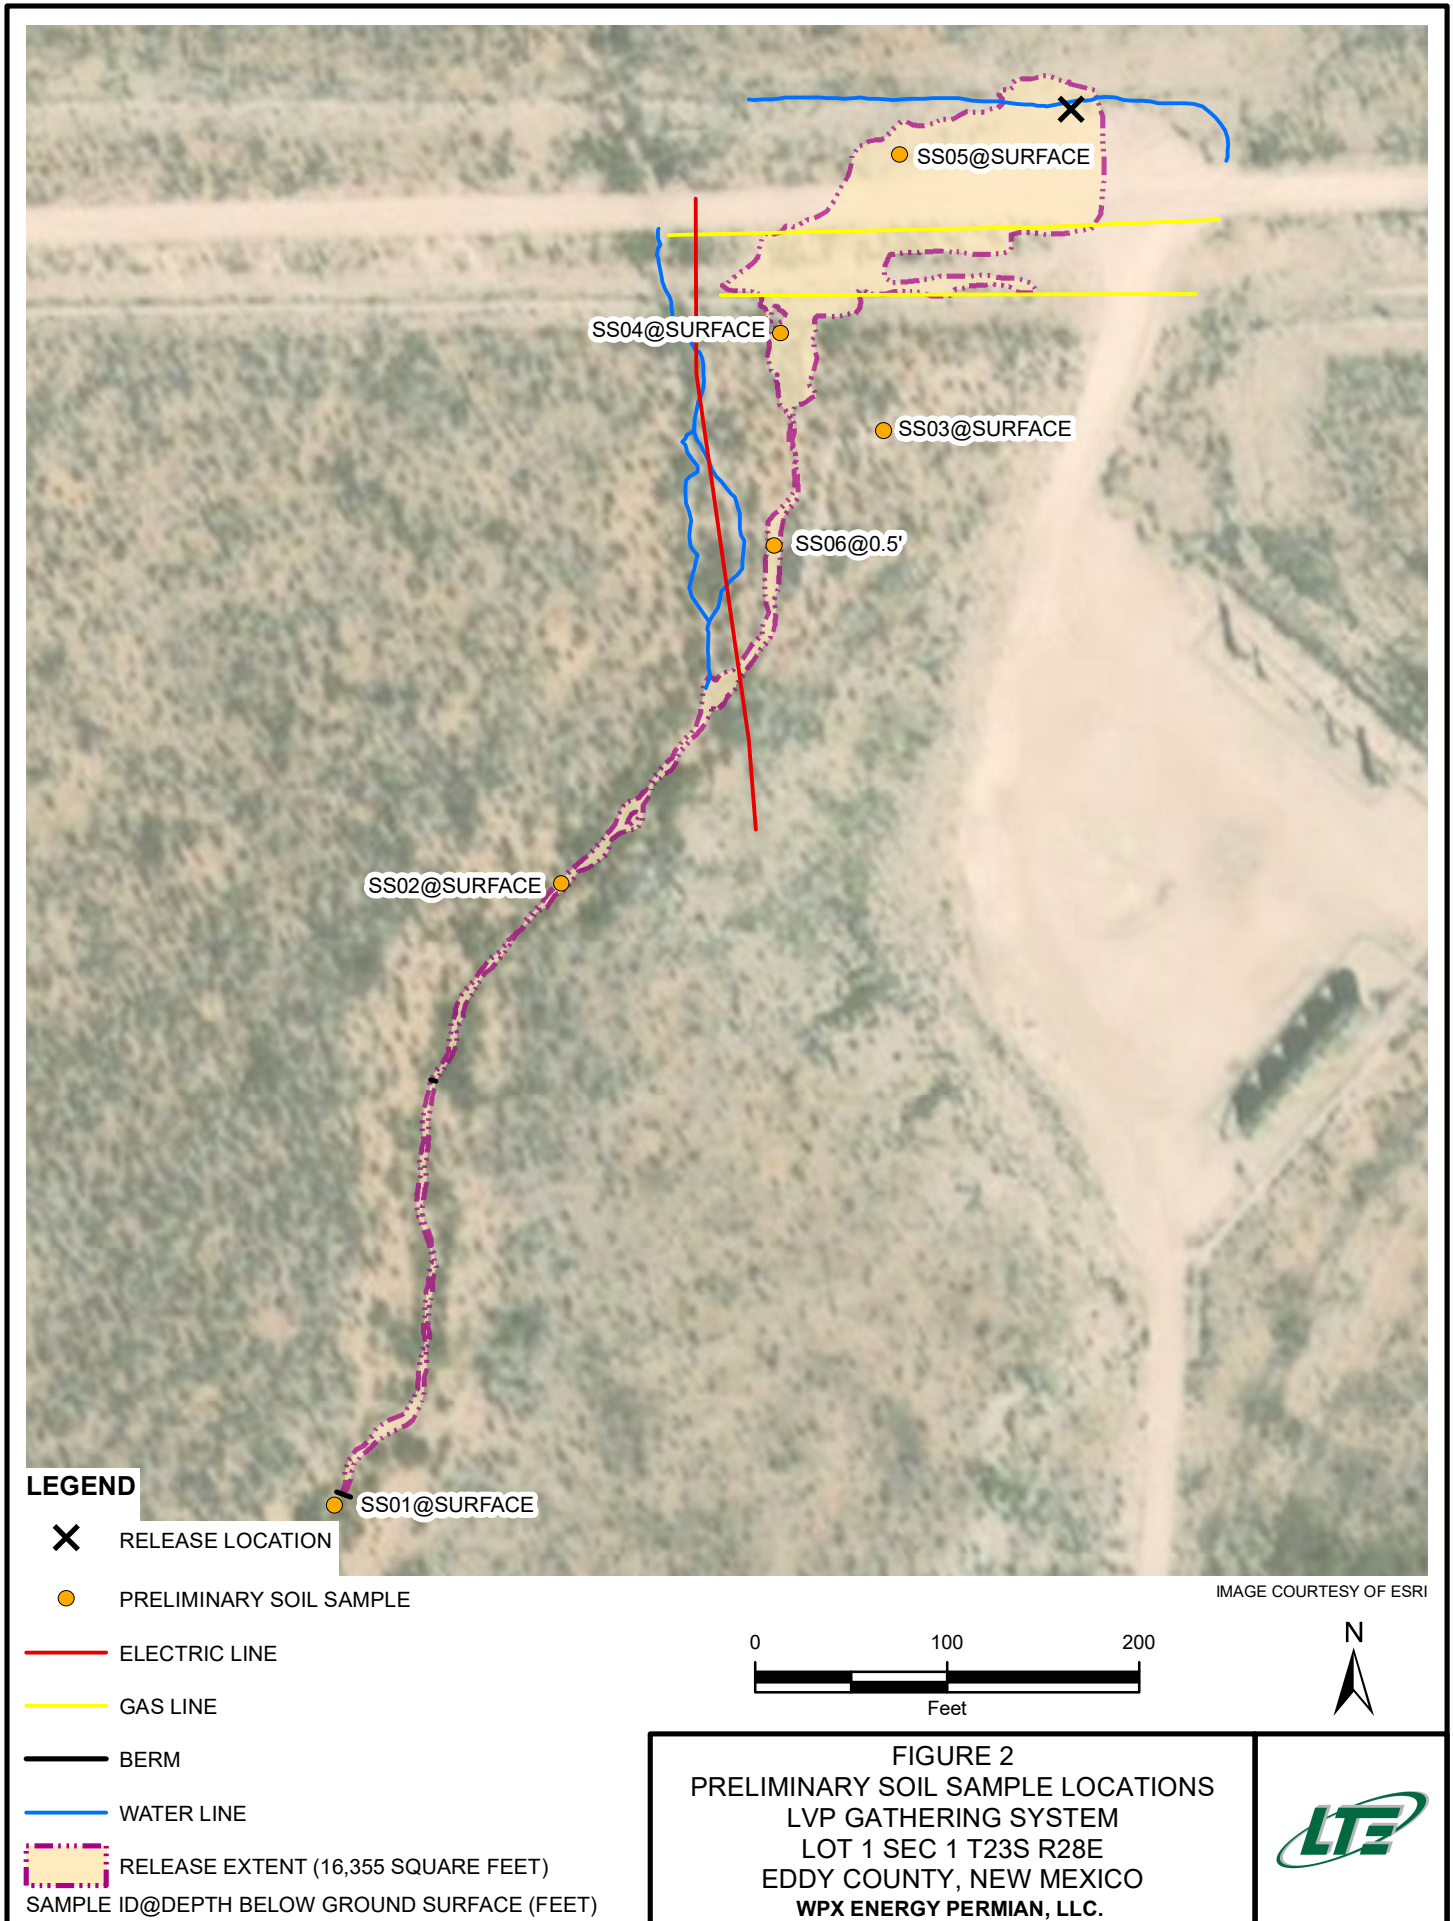 SS05@SURFACE
SS04@SURFACE
SS03@SURFACE
SS06@0.5'
SS02@SURFACE
SS01@SURFACE
LEGEND
RELEASE LOCATION
PRELIMINARY SOIL SAMPLE
ELECTRIC LINE
GAS LINE
BERM
WATER LINE
RELEASE EXTENT (16,355 SQUARE FEET)
SAMPLE ID@DEPTH BELOW GROUND SURFACE (FEET)
IMAGE COURTESY OF ESRI
0 100 200
Feet
N
FIGURE 2
PRELIMINARY SOIL SAMPLE LOCATIONS
LVP GATHERING SYSTEM
LOT 1 SEC 1 T23S R28E
EDDY COUNTY, NEW MEXICO
WPX ENERGY PERMIAN, LLC.
LTE